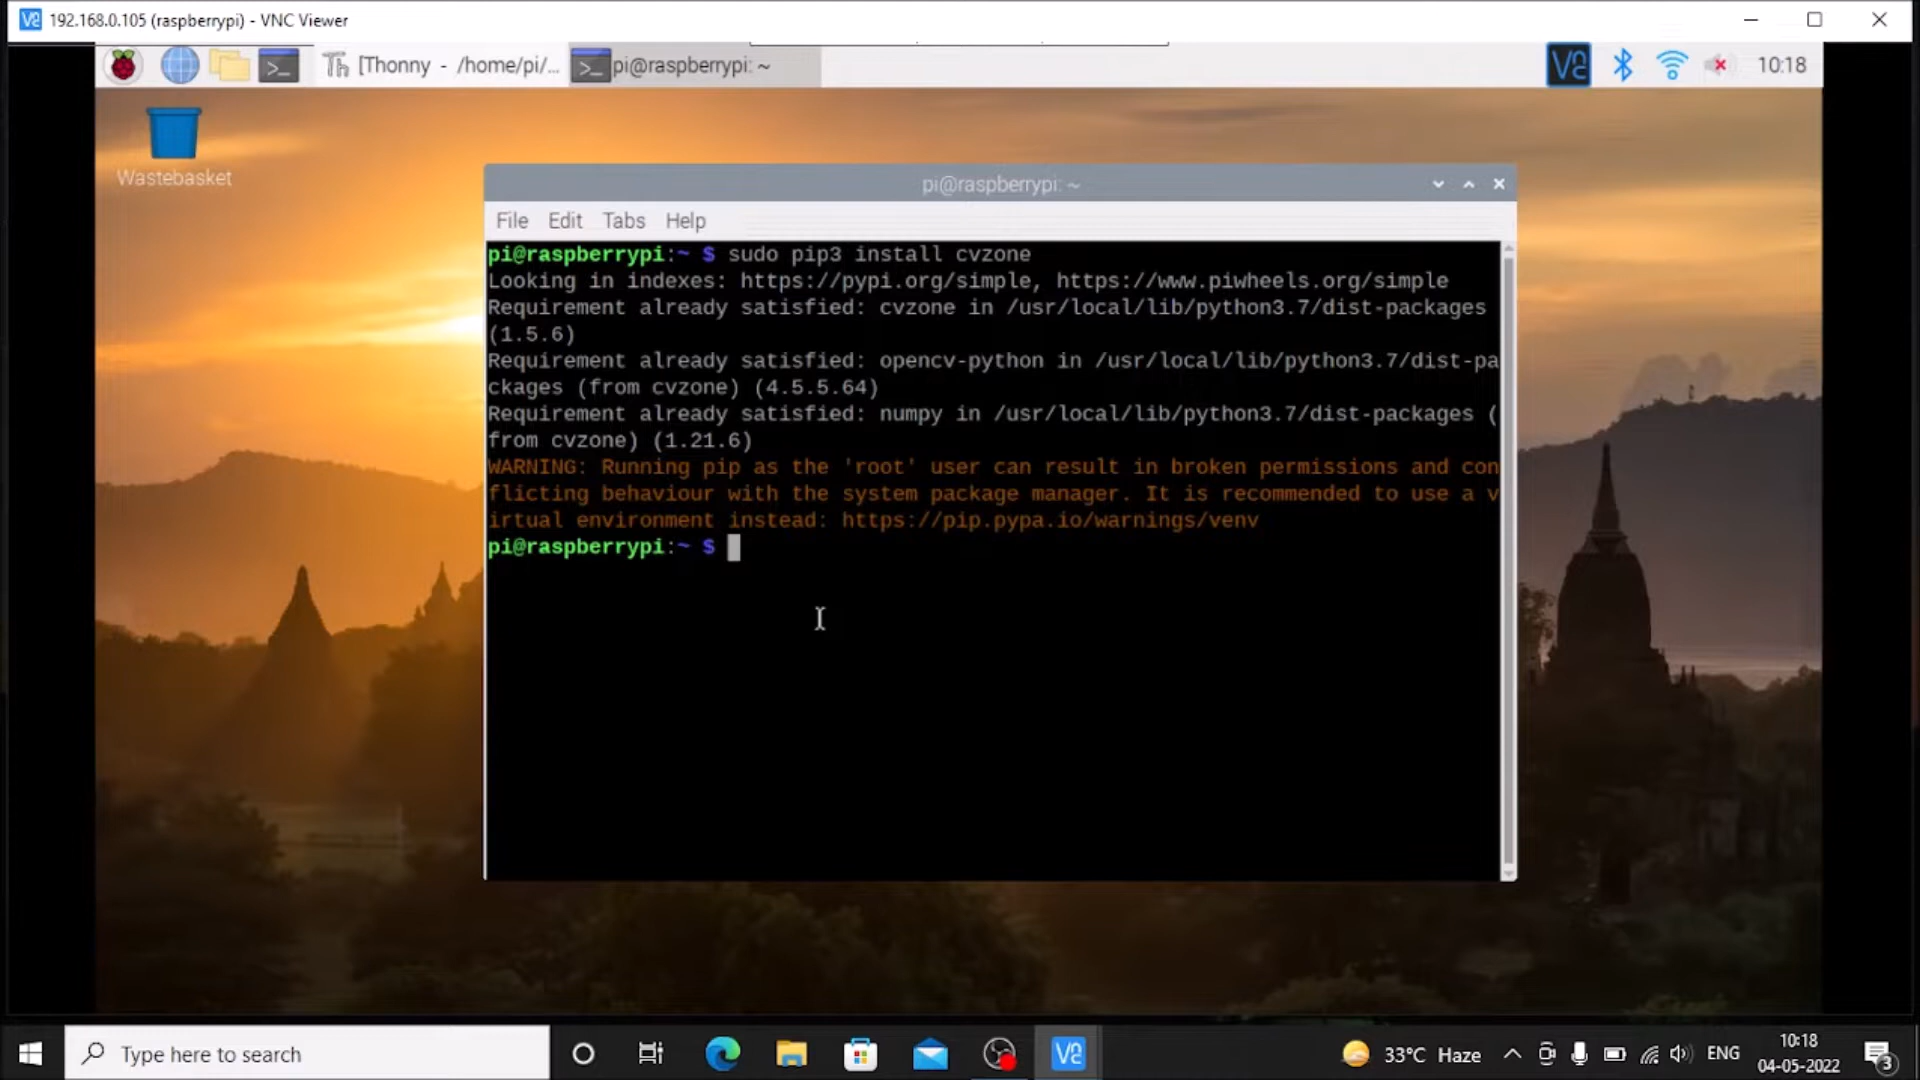 192.168.0.105 (raspberrypi) - VNC Viewer
[Thonny - /home/pi/...
pi@raspberrypi: ~
10:18
Wastebasket
pi@raspberrypi: ~
File Edit Tabs Help
pi@raspberrypi:~ $ sudo pip3 install cvzone
Looking in indexes: https://pypi.org/simple, https://www.piwheels.org/simple
Requirement already satisfied: cvzone in /usr/local/lib/python3.7/dist-packages
(1.5.6)
Requirement already satisfied: opencv-python in /usr/local/lib/python3.7/dist-pa
ckages (from cvzone) (4.5.5.64)
Requirement already satisfied: numpy in /usr/local/lib/python3.7/dist-packages (
from cvzone) (1.21.6)
WARNING: Running pip as the 'root' user can result in broken permissions and con
flicting behaviour with the system package manager. It is recommended to use a v
irtual environment instead: https://pip.pypa.io/warnings/venv
pi@raspberrypi:~ $
Type here to search
33°C Haze
ENG
10:18
04-05-2022
3